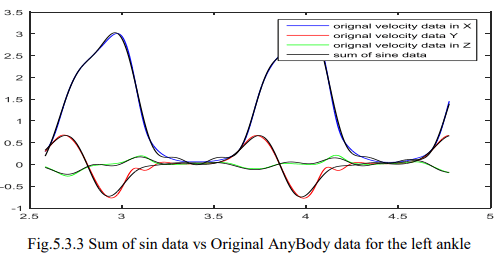 3.5
orignal velocity data in X
3
orignal velocity data Y
orignal velocity data in Z
2.5
sum of sine data
2
1.5
1
0.5
0
-0.5
-1
2.5 3 3.5 4 4.5 5
Fig.5.3.3 Sum of sin data vs Original AnyBody data for the left ankle